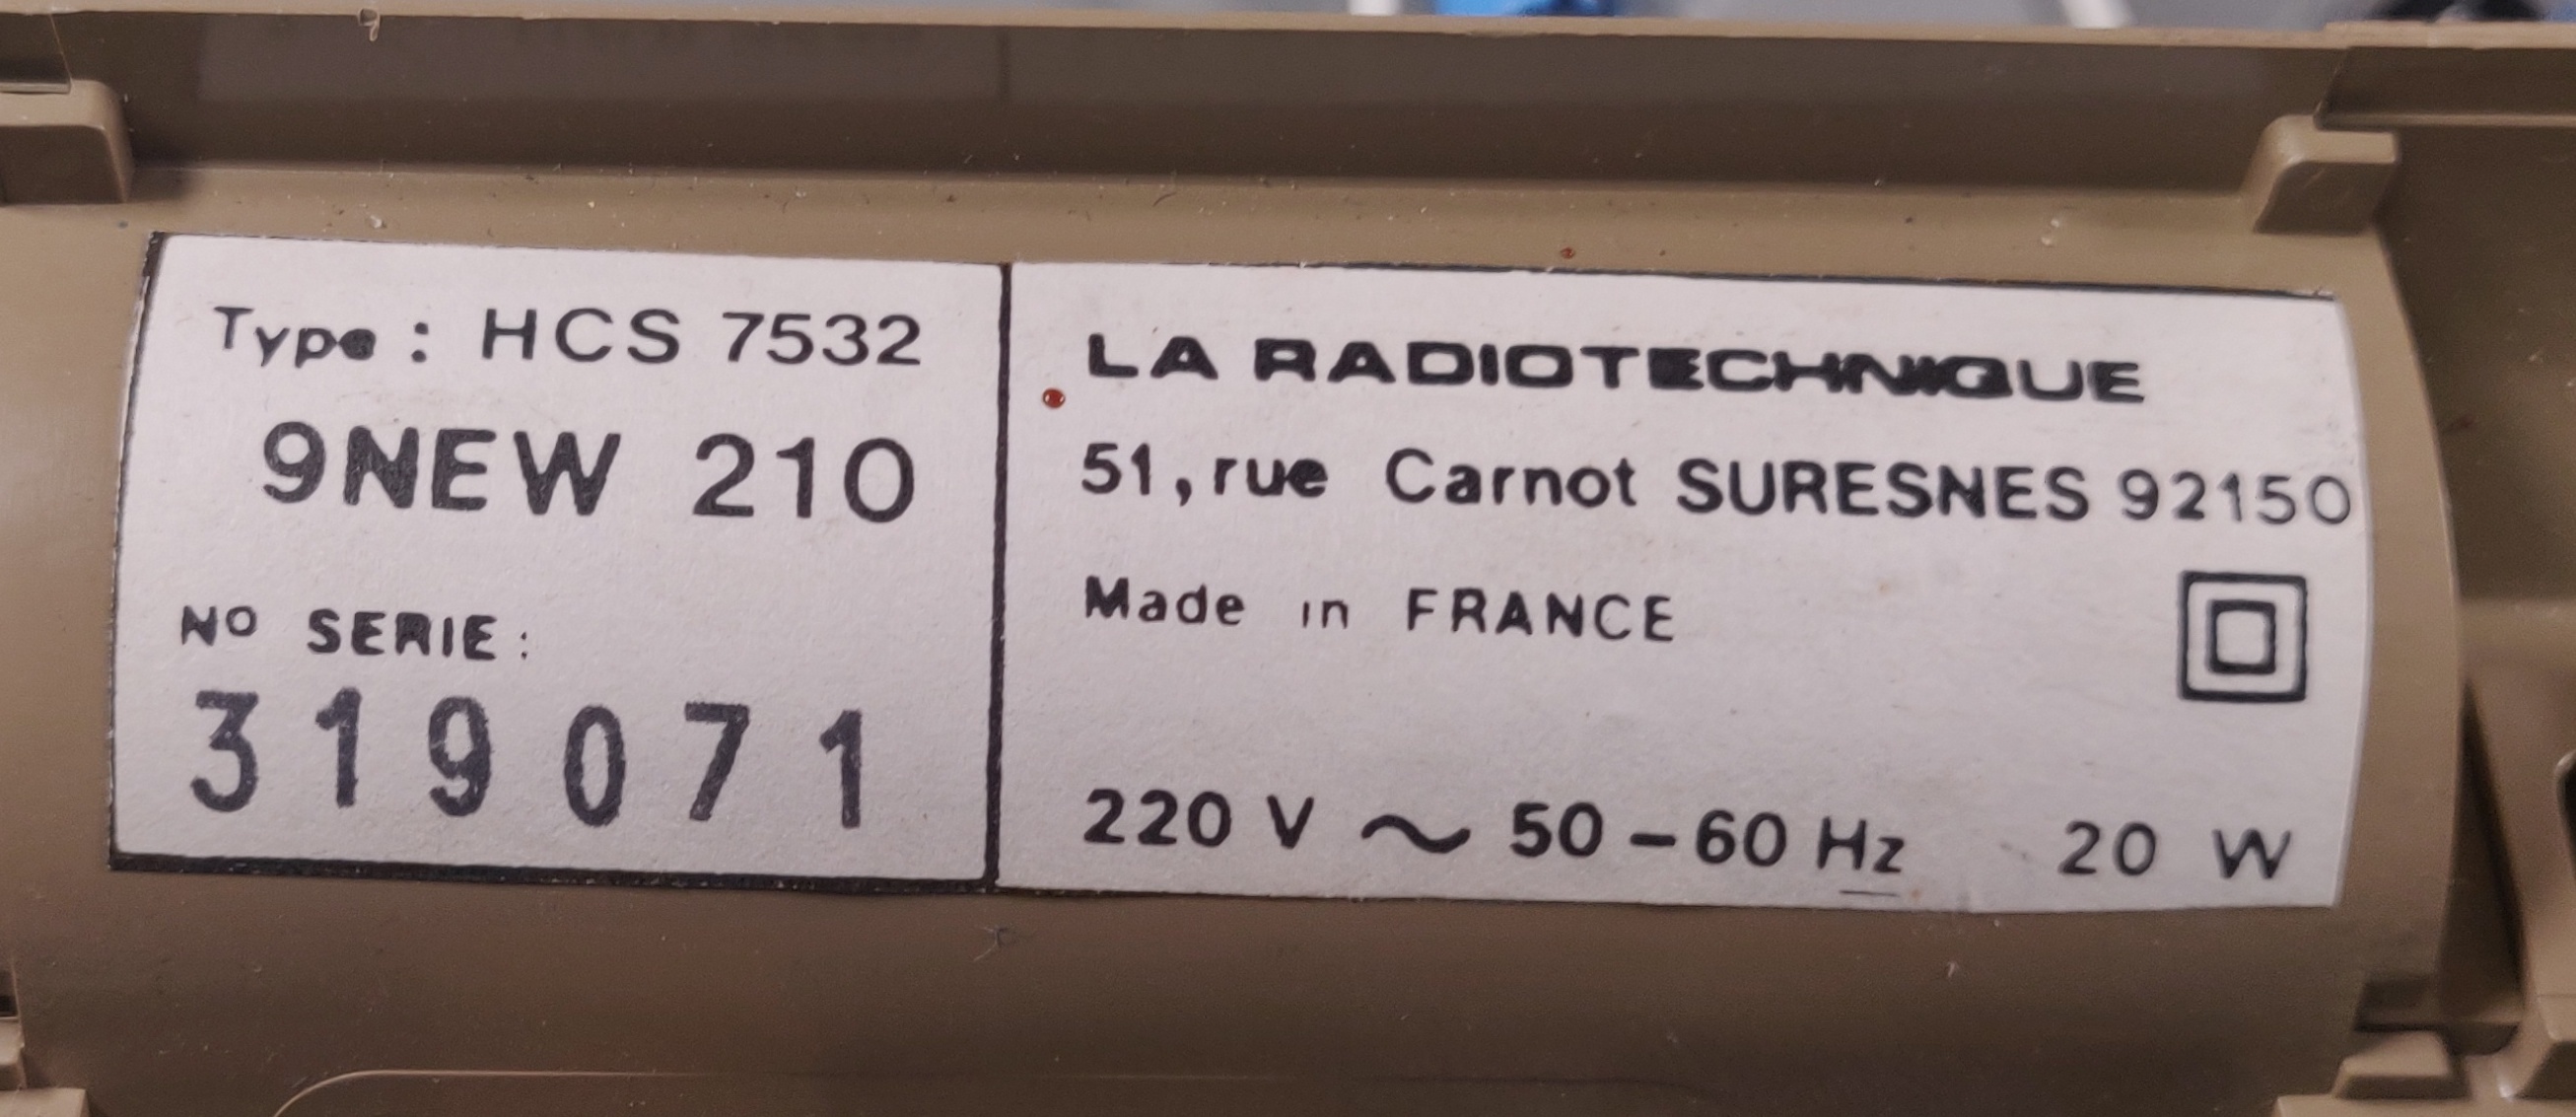 Type : HCS 7532
9NEW 210
Nº SERIE :
319071
LA RADIOTECHNIQUE
51, rue Carnot SURESNES 92150
Made in FRANCE
220 V ~ 50 – 60 Hz 20 W